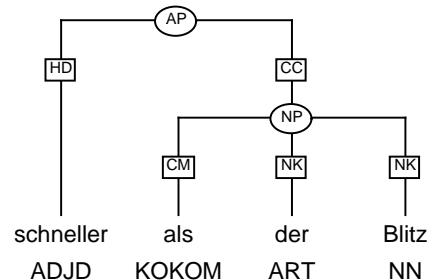 AP
HD CC
NP
CM NK NK
schneller als der Blitz
ADJD KOKOM ART NN